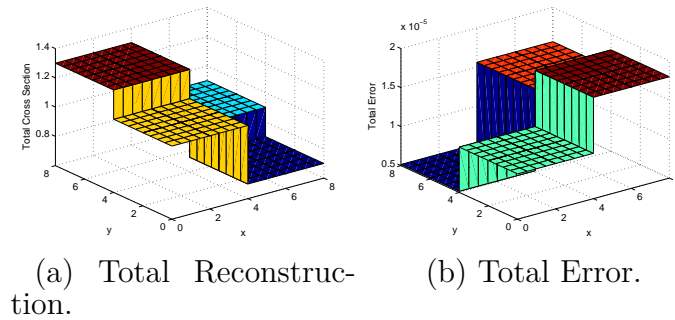 x 10⁻⁵
1.4
1.2
1
0.8
Total Cross Section
8
6
4
2
0
y
0
2
4
6
8
x
2
1.5
1
0.5
Total Error
8
6
4
2
0
y
0
2
4
6
8
x
(a) Total Reconstruc-
tion.
(b) Total Error.